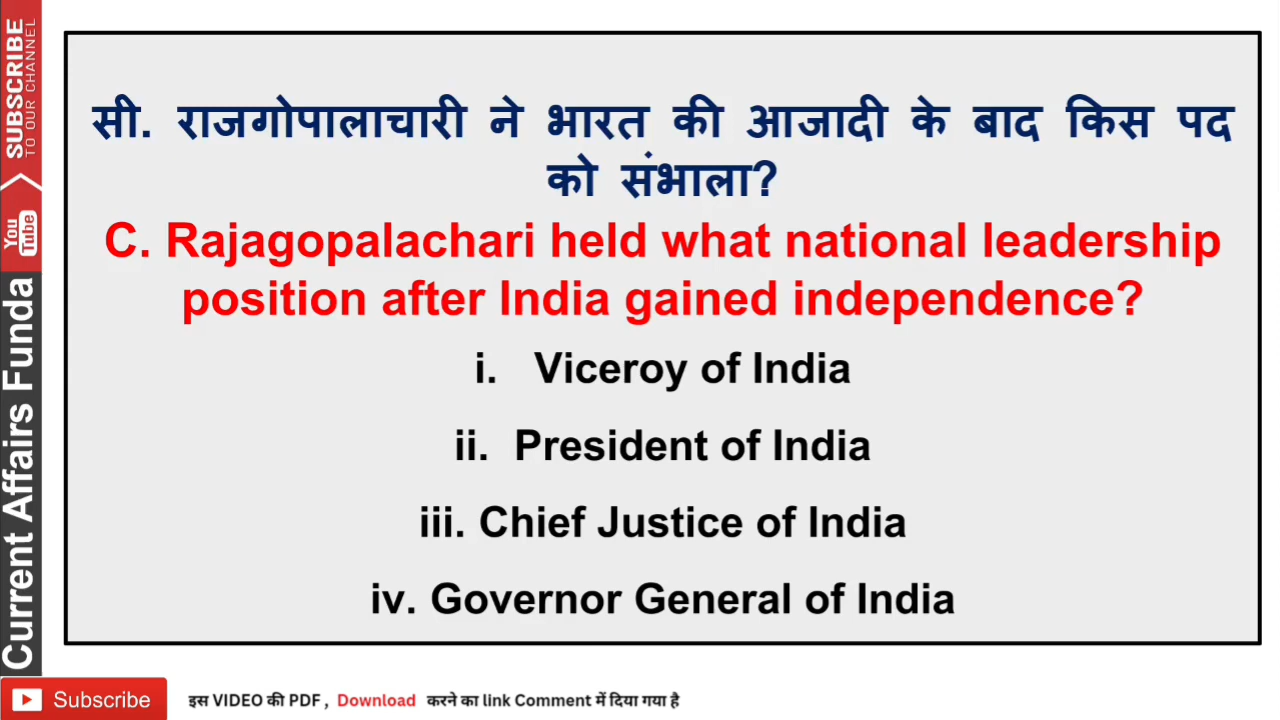 SUBSCRIBE
TO OUR CHANNEL
You
Tube
Current Affairs Funda
सी. राजगोपालाचारी ने भारत की आजादी के बाद किस पद
को संभाला?
C. Rajagopalachari held what national leadership
position after India gained independence?
i. Viceroy of India
ii. President of India
iii. Chief Justice of India
iv. Governor General of India
Subscribe
इस VIDEO की PDF , Download करने का link Comment में दिया गया है